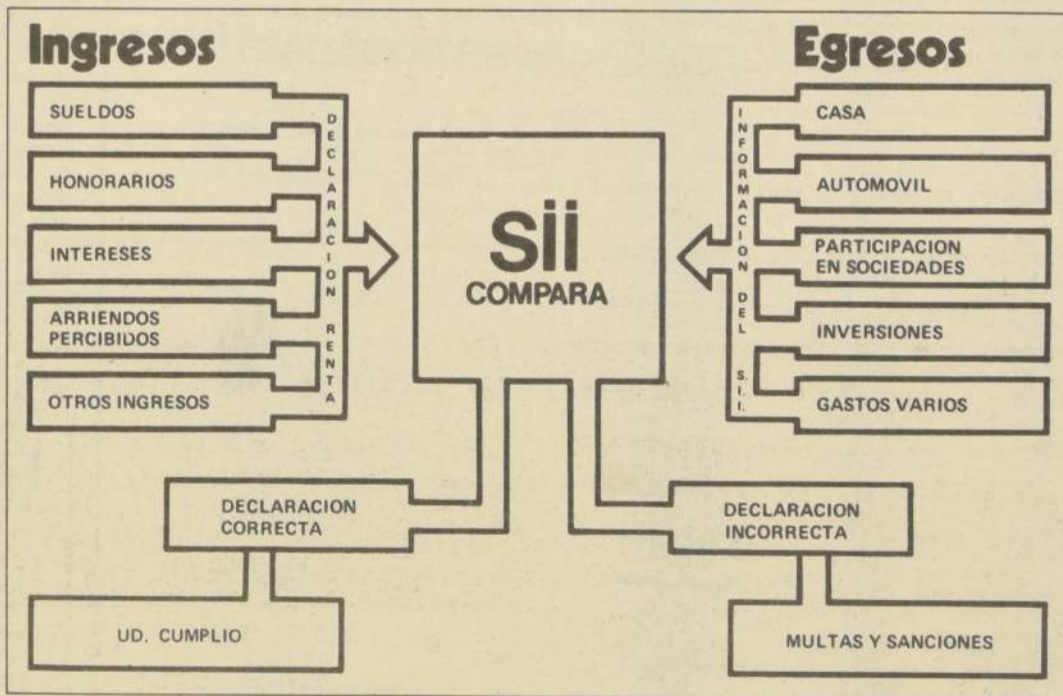 Ingresos
SUELDOS
HONORARIOS
INTERESES
ARRIENDOS
PERCIBIDOS
OTROS INGRESOS
DECLARACION RENTA
Sii
COMPARA
Egresos
CASA
AUTOMOVIL
PARTICIPACION
EN SOCIEDADES
INVERSIONES
GASTOS VARIOS
INFORMACION DEL S.I.I.
DECLARACION
CORRECTA
UD. CUMPLIO
DECLARACION
INCORRECTA
MULTAS Y SANCIONES